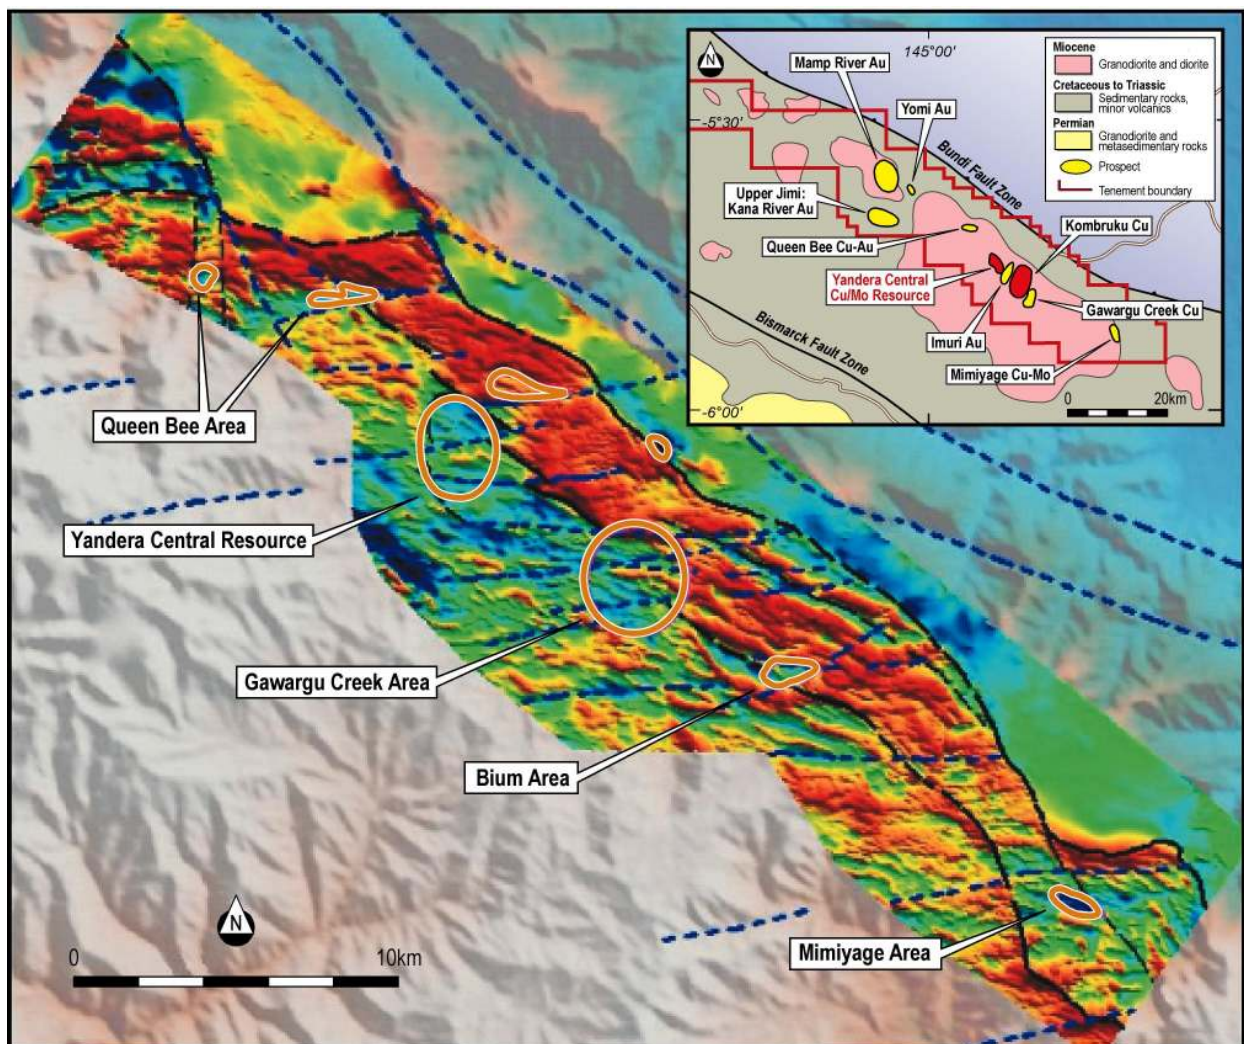 N
145°00'
Mamp River Au
Yomi Au
-5°30'
Bundi Fault Zone
Upper Jimi:
Kana River Au
Queen Bee Cu-Au
Kombruku Cu
Yandera Central
Cu/Mo Resource
Gawargu Creek Cu
Imuri Au
Mimiyage Cu-Mo
Bismarck Fault Zone
-6°00'
0
20km
Miocene
Granodiorite and diorite
Cretaceous to Triassic
Sedimentary rocks,
minor volcanics
Permian
Granodiorite and
metasedimentary rocks
Prospect
Tenement boundary
Queen Bee Area
Yandera Central Resource
Gawargu Creek Area
Bium Area
Mimiyage Area
N
0
10km